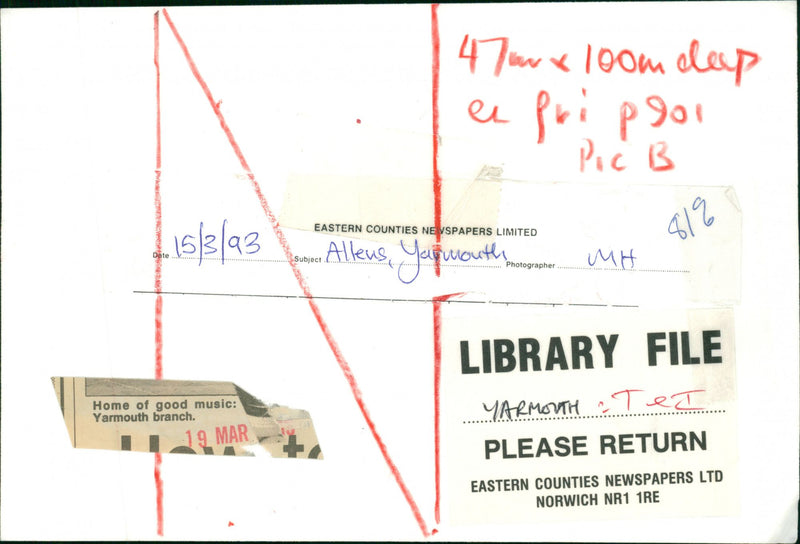 47mm x 100m deep
er fri p901
Pic B
8/6
EASTERN COUNTIES NEWSPAPERS LIMITED
Date 15/3/93 Subject Allens, Yarmouth Photographer MH
LIBRARY FILE
YARMOUTH : T & I
PLEASE RETURN
EASTERN COUNTIES NEWSPAPERS LTD
NORWICH NR1 1RE
Home of good music:
Yarmouth branch.
19 MAR